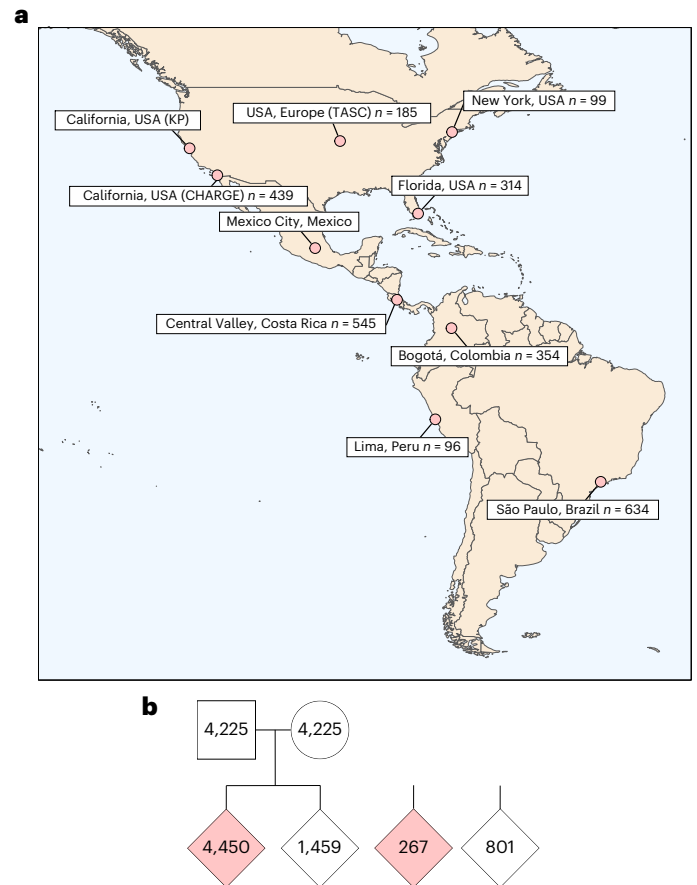 a
California, USA (KP)
USA, Europe (TASC) n = 185
New York, USA n = 99
California, USA (CHARGE) n = 439
Florida, USA n = 314
Mexico City, Mexico
Central Valley, Costa Rica n = 545
Bogotá, Colombia n = 354
Lima, Peru n = 96
São Paulo, Brazil n = 634
b
4,225 4,225
4,450 1,459 267 801